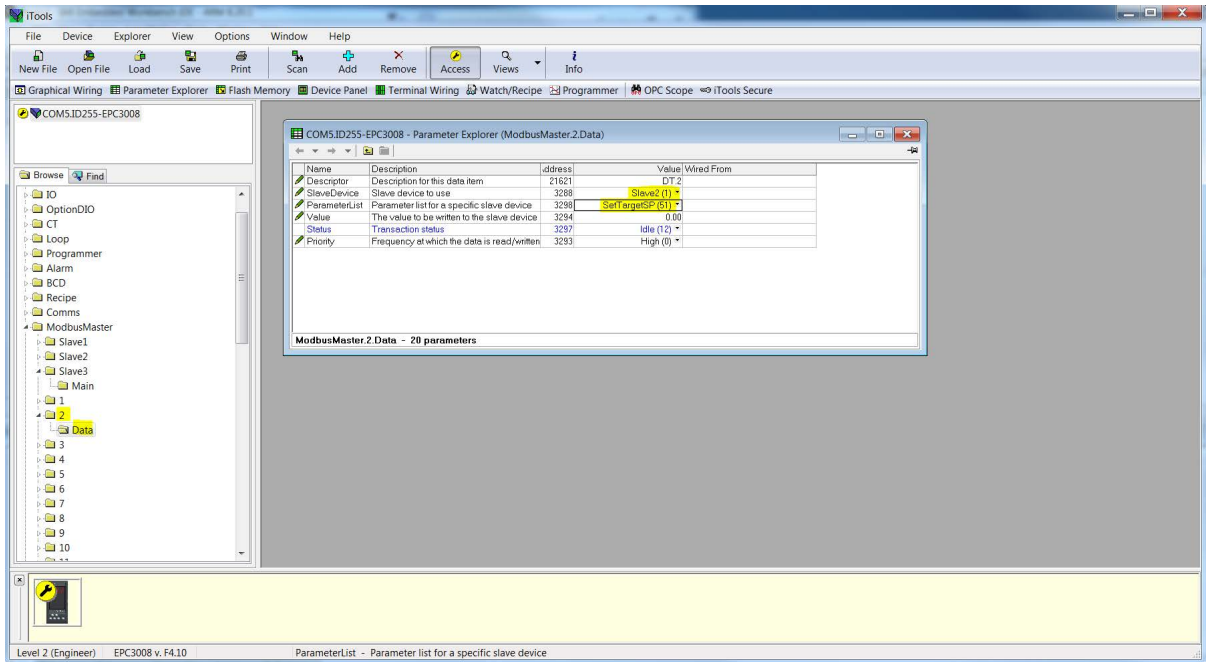 iTools
File Device Explorer View Options Window Help
New File Open File Load Save Print Scan Add Remove Access Views Info
Graphical Wiring Parameter Explorer Flash Memory Device Panel Terminal Wiring Watch/Recipe Programmer OPC Scope iTools Secure
COM5.ID255-EPC3008
Browse Find
IO
OptionDIO
CT
Loop
Programmer
Alarm
BCD
Recipe
Comms
ModbusMaster
Slave1
Slave2
Slave3
Main
1
2
Data
3
4
5
6
7
8
9
10
COM5.ID255-EPC3008 - Parameter Explorer (ModbusMaster.2.Data)
Name Description ddress Value Wired From
Descriptor Description for this data item 21621 DT.2
SlaveDevice Slave device to use 3288 Slave2 (1)
ParameterList Parameter list for a specific slave device 3298 SetTargetSP (51)
Value The value to be written to the slave device 3294 0.00
Status Transaction status 3297 Idle (12)
Priority Frequency at which the data is read/written 3293 High (0)
ModbusMaster.2.Data - 20 parameters
Level 2 (Engineer) EPC3008 v. F4.10 ParameterList - Parameter list for a specific slave device